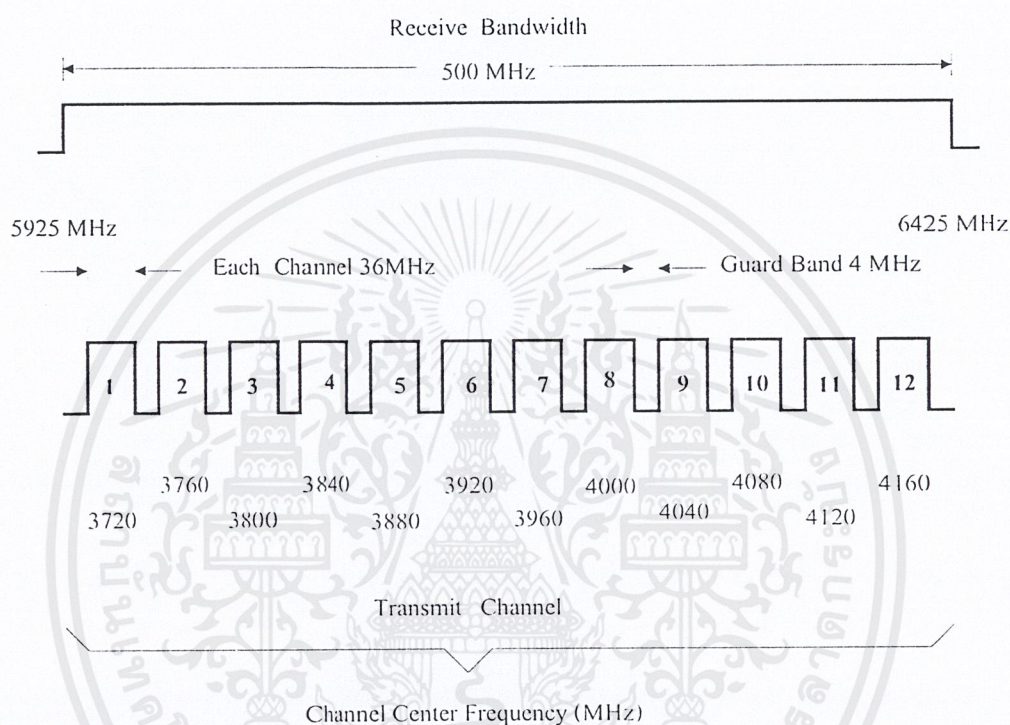 Receive Bandwidth
500 MHz
5925 MHz
6425 MHz
Each Channel 36MHz
Guard Band 4 MHz
1 2 3 4 5 6 7 8 9 10 11 12
3760 3840 3920 4000 4080 4160
3720 3800 3880 3960 4040 4120
Transmit Channel
Channel Center Frequency (MHz)